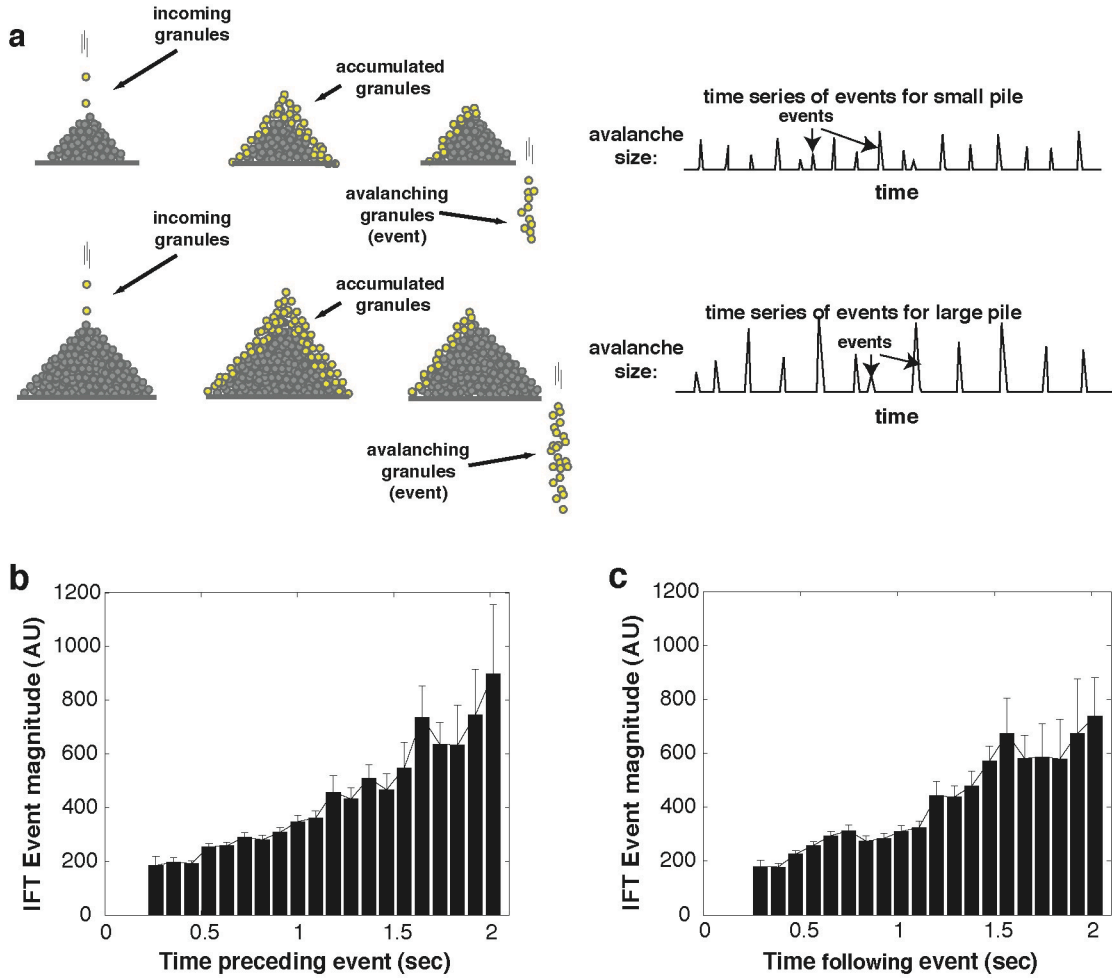 a
incoming
granules
accumulated
granules
avalanching
granules
(event)
time series of events for small pile
events
avalanche
size:
time
incoming
granules
accumulated
granules
avalanching
granules
(event)
time series of events for large pile
events
avalanche
size:
time
b
IFT Event magnitude (AU)
1200
1000
800
600
400
200
0
0 0.5 1 1.5 2
Time preceding event (sec)
c
IFT Event magnitude (AU)
1200
1000
800
600
400
200
0
0 0.5 1 1.5 2
Time following event (sec)